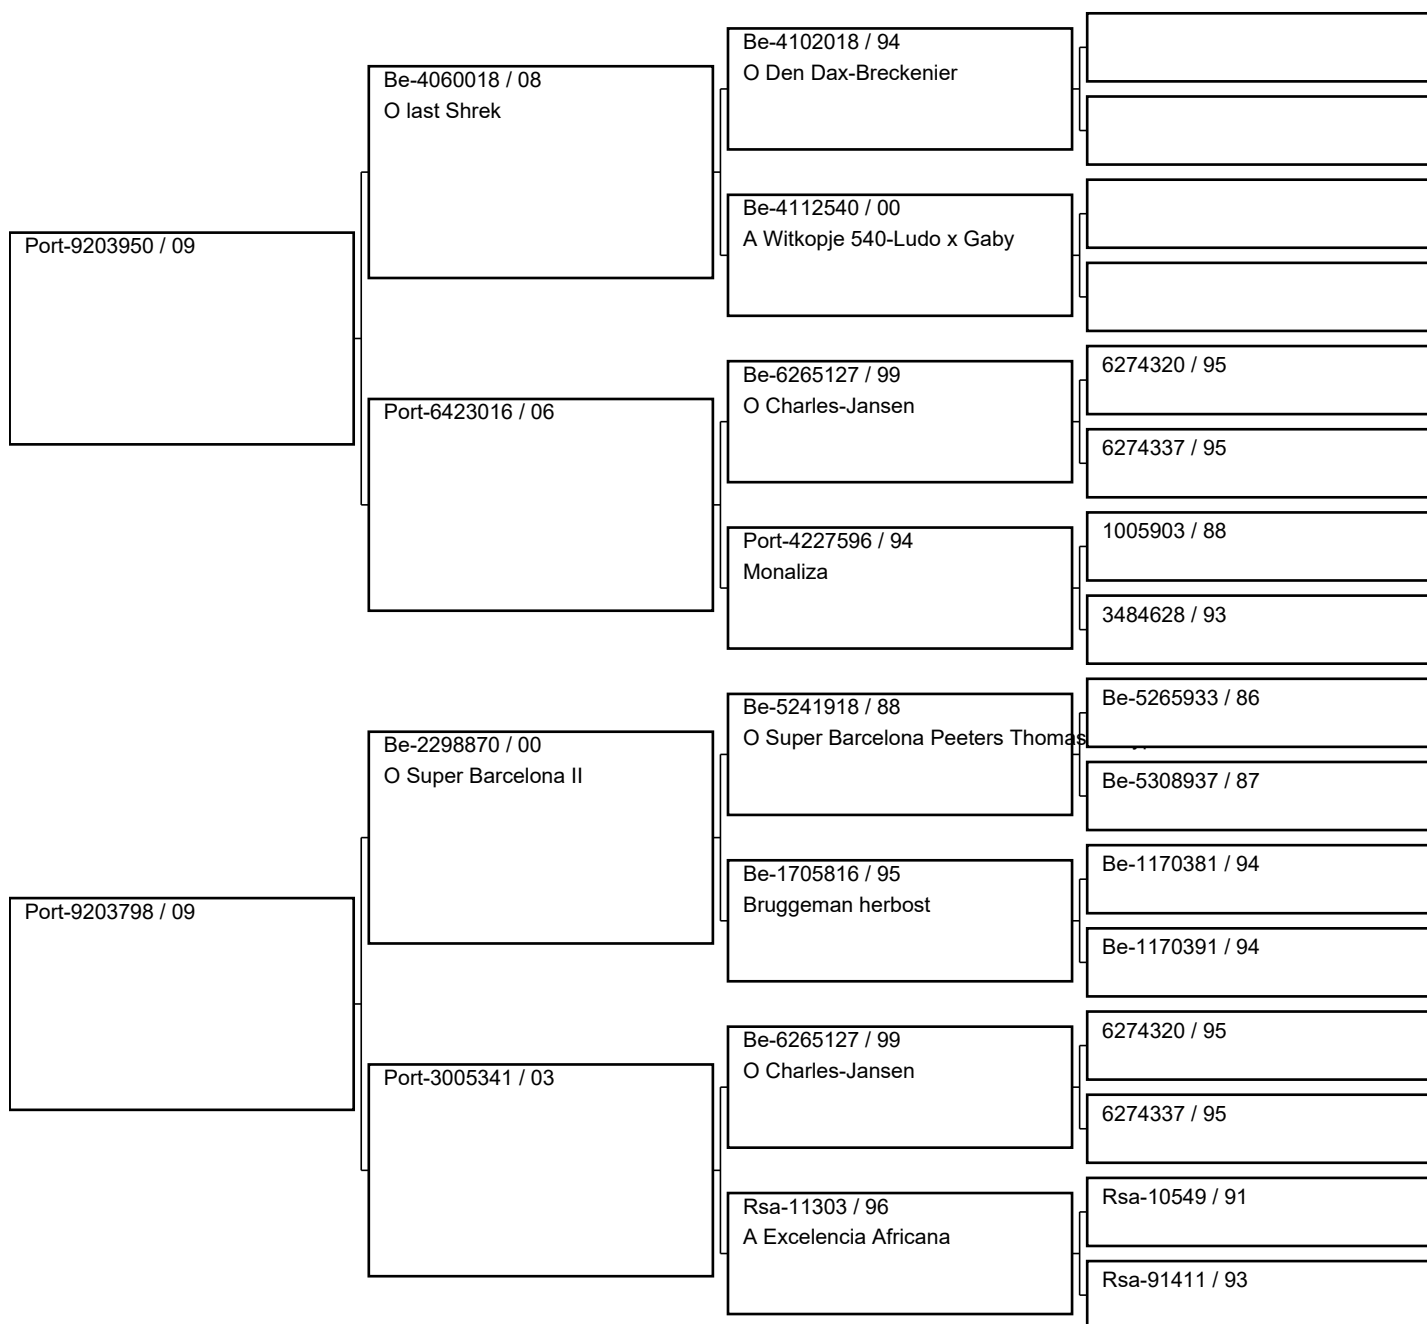 Port-9203950 / 09
Be-4060018 / 08
O last Shrek
Be-4102018 / 94
O Den Dax-Breckenier
Be-4112540 / 00
A Witkopje 540-Ludo x Gaby
Port-6423016 / 06
Be-6265127 / 99
O Charles-Jansen
6274320 / 95
6274337 / 95
Port-4227596 / 94
Monaliza
1005903 / 88
3484628 / 93
Port-9203798 / 09
Be-2298870 / 00
O Super Barcelona II
Be-5241918 / 88
O Super Barcelona Peeters Thomas
Be-5265933 / 86
Be-5308937 / 87
Be-1705816 / 95
Bruggeman herbost
Be-1170381 / 94
Be-1170391 / 94
Port-3005341 / 03
Be-6265127 / 99
O Charles-Jansen
6274320 / 95
6274337 / 95
Rsa-11303 / 96
A Excelencia Africana
Rsa-10549 / 91
Rsa-91411 / 93